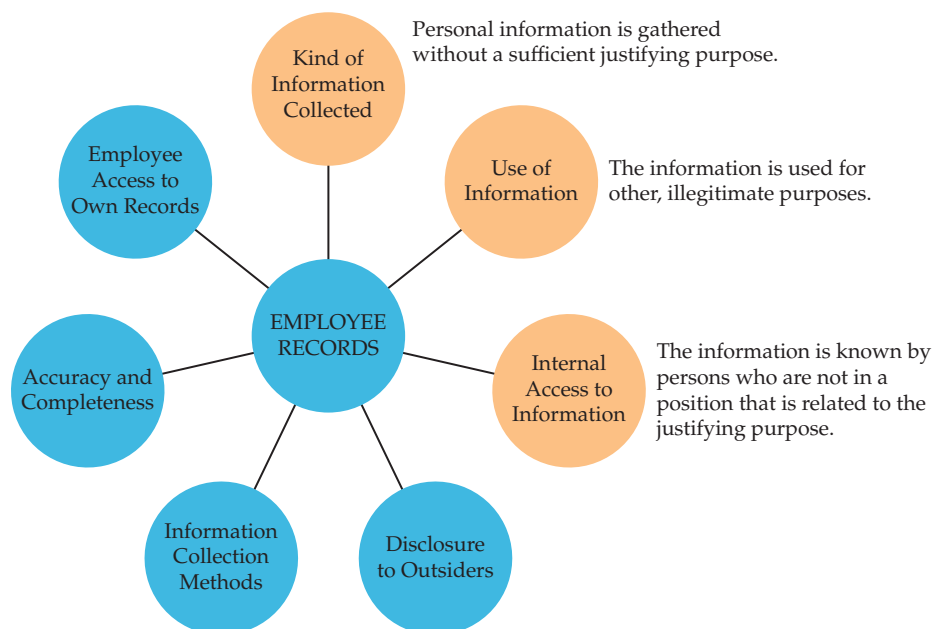 Personal information is gathered
without a sufficient justifying purpose.
Kind of
Information
Collected
Use of
Information
The information is used for
other, illegitimate purposes.
Employee
Access to
Own Records
EMPLOYEE
RECORDS
Internal
Access to
Information
The information is known by
persons who are not in a
position that is related to the
justifying purpose.
Accuracy and
Completeness
Information
Collection
Methods
Disclosure
to Outsiders